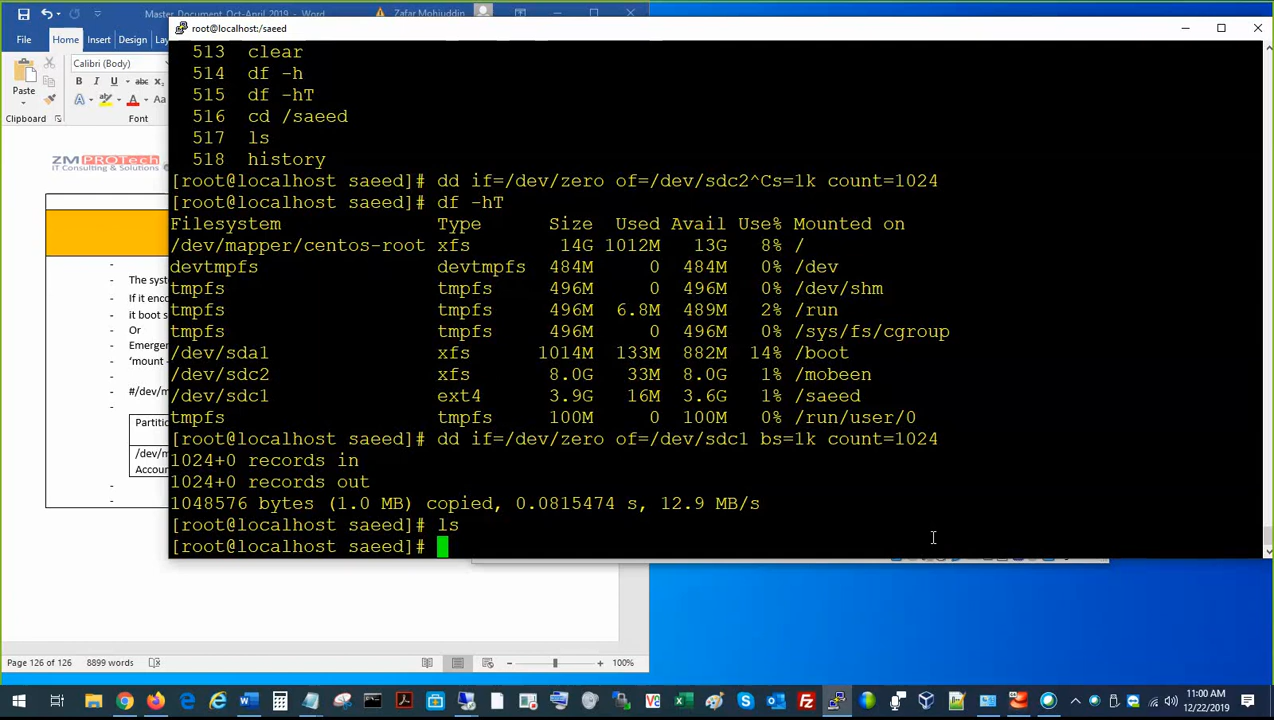 Master_Document_Oct-April_2019 - Word
Zafar Mohiuddin
File Home Insert Design
root@localhost:/saeed
Calibri (Body)
Paste
B I U abc
Clipboard
Font
513 clear
514 df -h
515 df -hT
516 cd /saeed
517 ls
518 history
[root@localhost saeed]# dd if=/dev/zero of=/dev/sdc2^Cs=1k count=1024
[root@localhost saeed]# df -hT
Filesystem Type Size Used Avail Use% Mounted on
/dev/mapper/centos-root xfs 14G 1012M 13G 8% /
devtmpfs devtmpfs 484M 0 484M 0% /dev
tmpfs tmpfs 496M 0 496M 0% /dev/shm
tmpfs tmpfs 496M 6.8M 489M 2% /run
tmpfs tmpfs 496M 0 496M 0% /sys/fs/cgroup
/dev/sda1 xfs 1014M 133M 882M 14% /boot
/dev/sdc2 xfs 8.0G 33M 8.0G 1% /mobeen
/dev/sdc1 ext4 3.9G 16M 3.6G 1% /saeed
tmpfs tmpfs 100M 0 100M 0% /run/user/0
[root@localhost saeed]# dd if=/dev/zero of=/dev/sdc1 bs=1k count=1024
1024+0 records in
1024+0 records out
1048576 bytes (1.0 MB) copied, 0.0815474 s, 12.9 MB/s
[root@localhost saeed]# ls
[root@localhost saeed]#
ZMPROTech
IT Consulting & Solutions
- The syst
- If it enco
- it boot s
- Or
- Emergen
- 'mount -
- #/dev/m
Partiti
/dev/m
Accour
Page 126 of 126 8899 words
100%
11:00 AM
12/22/2019